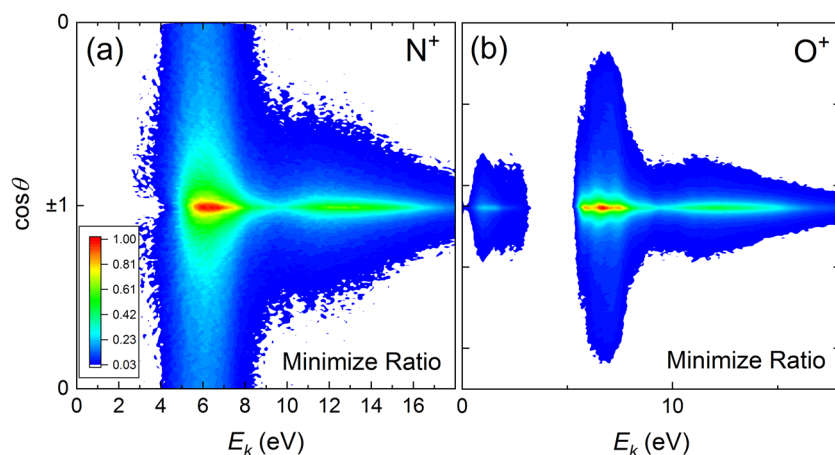 (a)
N⁺
(b)
O⁺
0
cosθ
±1
0
1.00
0.81
0.61
0.42
0.23
0.03
Minimize Ratio
Minimize Ratio
0 2 4 6 8 10 12 14 16
0 10
Eₖ (eV)
Eₖ (eV)